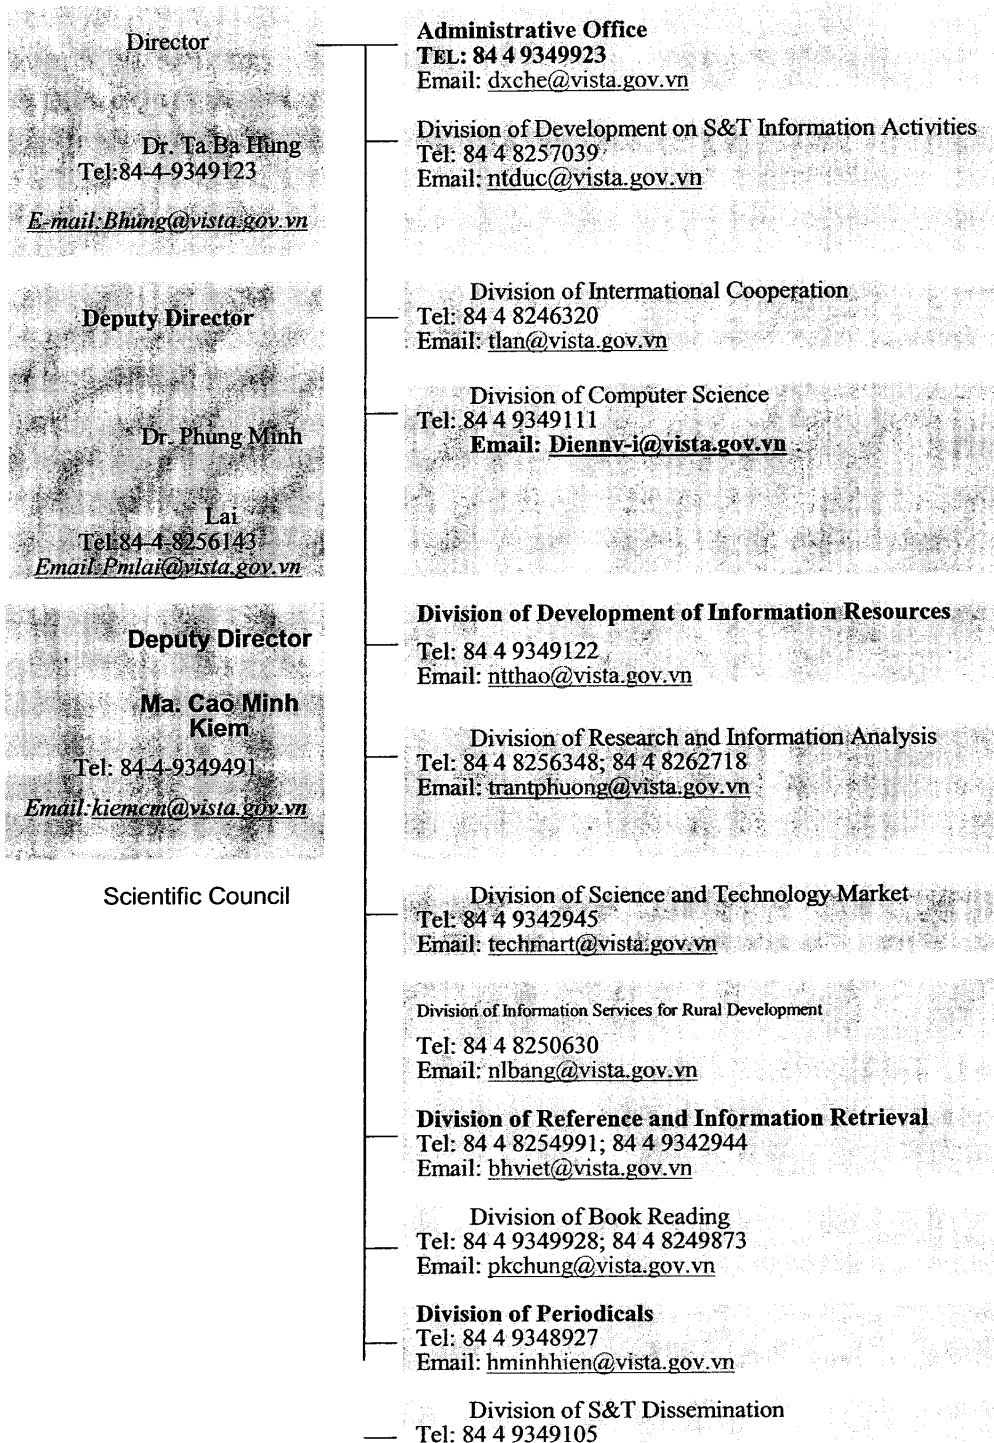 Director
Dr. Ta Ba Hung
Tel:84-4-9349123
E-mail:Bhung@vista.gov.vn
Deputy Director
Dr. Phung Minh
Lai
Tel:84-4-8256143
Email:Pmlai@vista.gov.vn
Deputy Director
Ma. Cao Minh
Kiem
Tel: 84-4-9349491
Email:kiemcm@vista.gov.vn
Scientific Council
Administrative Office
TEL: 84 4 9349923
Email: dxche@vista.gov.vn
Division of Development on S&T Information Activities
Tel: 84 4 8257039
Email: ntduc@vista.gov.vn
Division of International Cooperation
Tel: 84 4 8246320
Email: tlan@vista.gov.vn
Division of Computer Science
Tel: 84 4 9349111
Email: Diennv-i@vista.gov.vn
Division of Development of Information Resources
Tel: 84 4 9349122
Email: ntthao@vista.gov.vn
Division of Research and Information Analysis
Tel: 84 4 8256348; 84 4 8262718
Email: trantphuong@vista.gov.vn
Division of Science and Technology Market
Tel: 84 4 9342945
Email: techmart@vista.gov.vn
Division of Information Services for Rural Development
Tel: 84 4 8250630
Email: nlbang@vista.gov.vn
Division of Reference and Information Retrieval
Tel: 84 4 8254991; 84 4 9342944
Email: bhviet@vista.gov.vn
Division of Book Reading
Tel: 84 4 9349928; 84 4 8249873
Email: pkchung@vista.gov.vn
Division of Periodicals
Tel: 84 4 9348927
Email: hminhhien@vista.gov.vn
Division of S&T Dissemination
Tel: 84 4 9349105